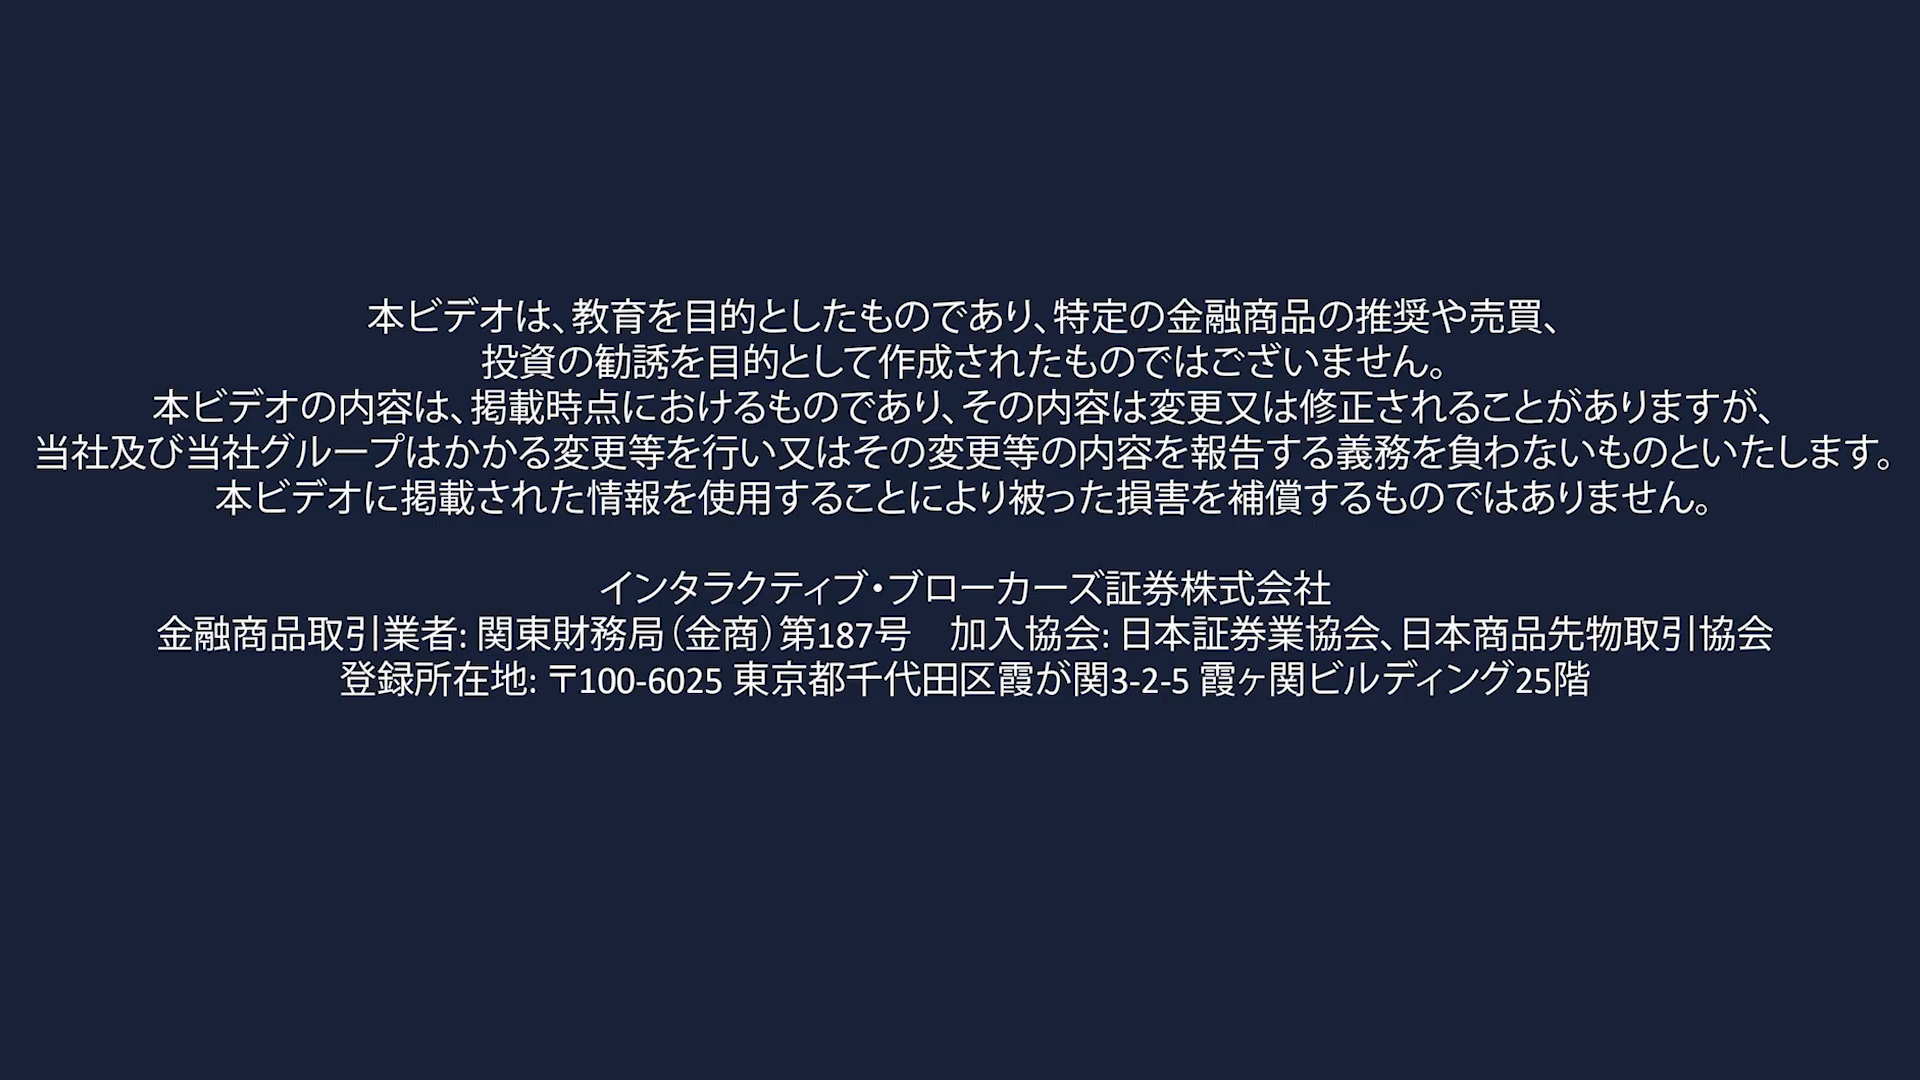 本ビデオは、教育を目的としたものであり、特定の金融商品の推奨や売買、
投資の勧誘を目的として作成されたものではございません。
本ビデオの内容は、掲載時点におけるものであり、その内容は変更又は修正されることがありますが、
当社及び当社グループはかかる変更等を行い又はその変更等の内容を報告する義務を負わないものといたします。
本ビデオに掲載された情報を使用することにより被った損害を補償するものではありません。
インタラクティブ・ブローカーズ証券株式会社
金融商品取引業者: 関東財務局（金商）第187号　加入協会: 日本証券業協会、日本商品先物取引協会
登録所在地: 〒100-6025 東京都千代田区霞が関3-2-5 霞ヶ関ビルディング25階